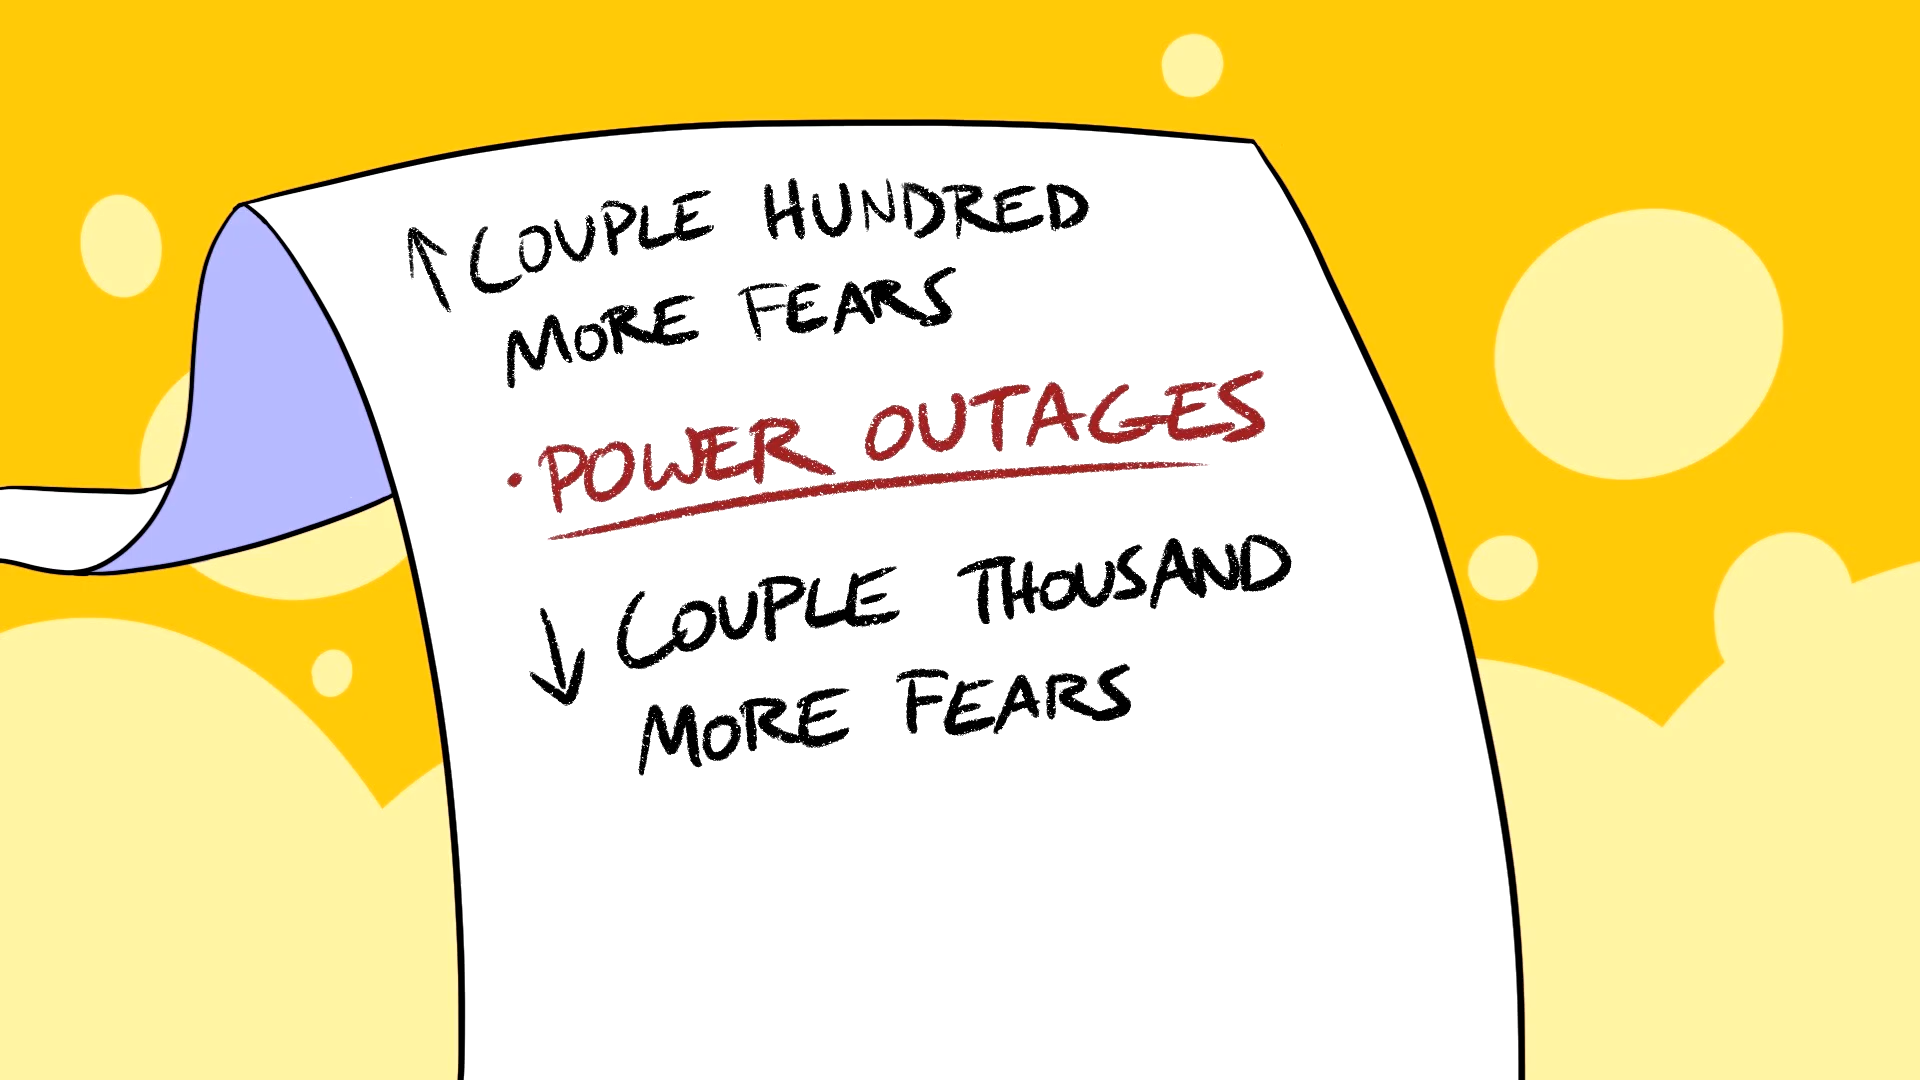 ↑ COUPLE HUNDRED
MORE FEARS
• POWER OUTAGES
↓ COUPLE THOUSAND
MORE FEARS